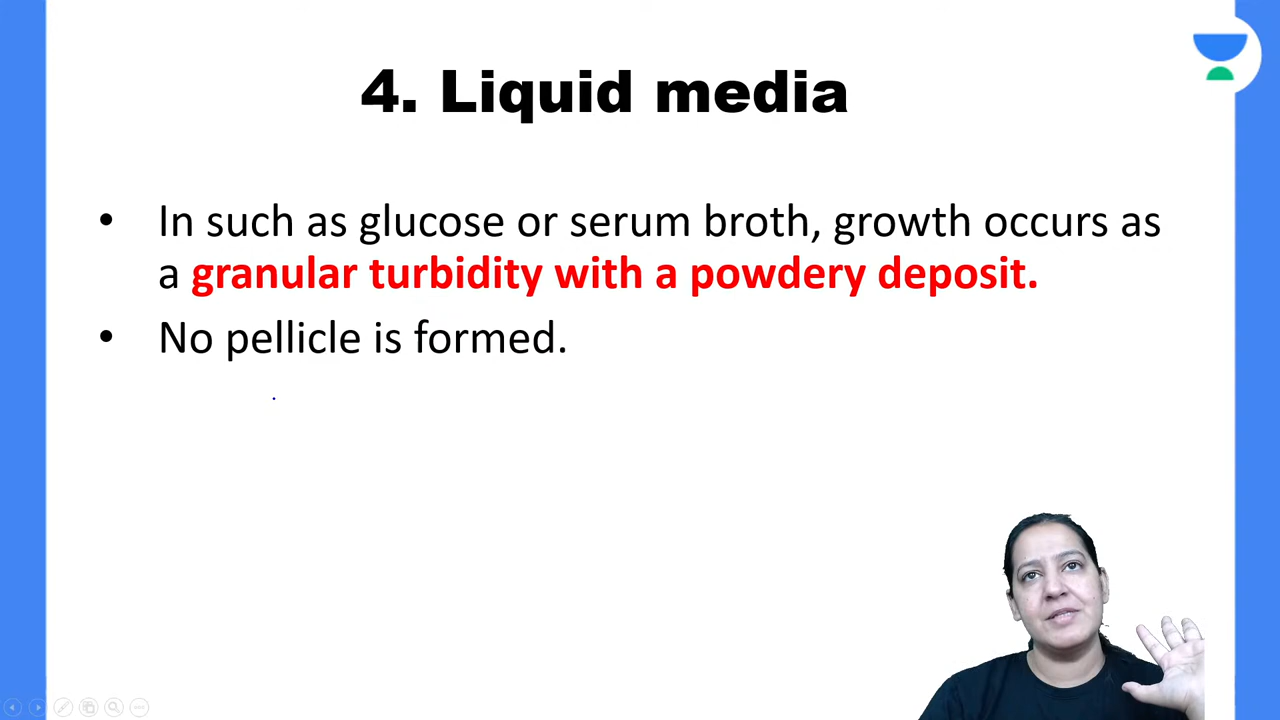 4. Liquid media
• In such as glucose or serum broth, growth occurs as
a granular turbidity with a powdery deposit.
• No pellicle is formed.